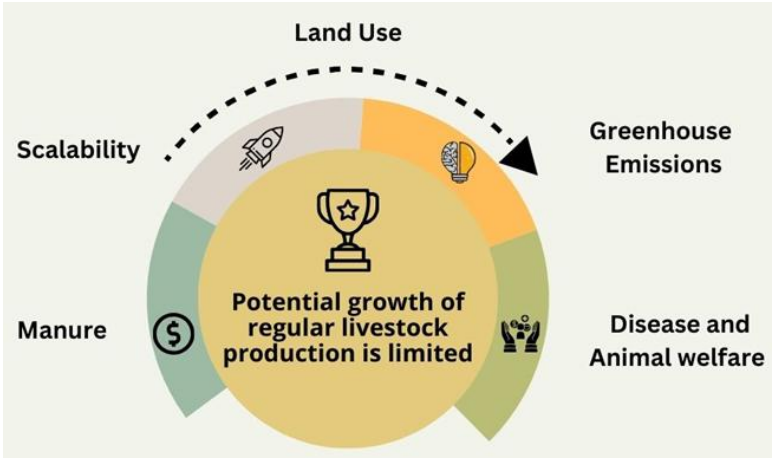 Land Use
Scalability
Greenhouse
Emissions
Potential growth of
regular livestock
production is limited
Manure
$
Disease and
Animal welfare